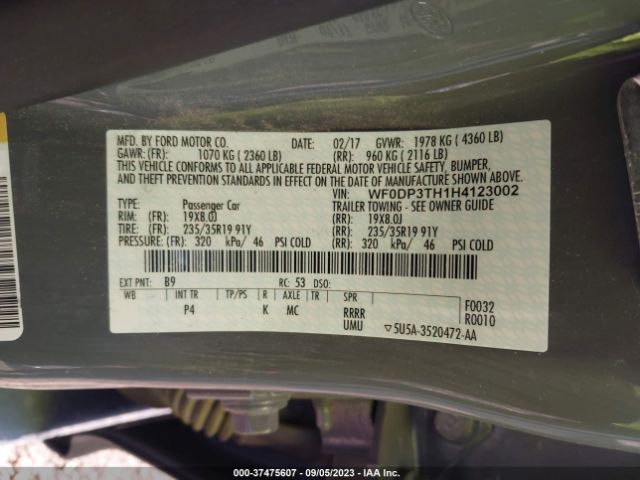 MFD. BY FORD MOTOR CO. DATE: 02/17 GVWR: 1978 KG ( 4360 LB)
GAWR: (FR): 1070 KG ( 2360 LB) (RR): 960 KG ( 2116 LB)
THIS VEHICLE CONFORMS TO ALL APPLICABLE FEDERAL MOTOR VEHICLE SAFETY, BUMPER,
AND THEFT PREVENTION STANDARDS IN EFFECT ON THE DATE OF MANUFACTURE SHOWN ABOVE.
VIN: WF0DP3TH1H4123002
TYPE: Passenger Car TRAILER TOWING - SEE OWNER GUIDE
RIM: (FR): 19X8.0J (RR): 19X8.0J
TIRE: (FR): 235/35R19 91Y (RR): 235/35R19 91Y
PRESSURE: (FR): 320 kPa/ 46 PSI COLD (RR): 320 kPa/ 46 PSI COLD
EXT PNT: B9 RC: 53 DSO:
WB INT TR TP/PS R AXLE TR SPR
P4 K MC RRRR F0032
UMU R0010
▽5U5A-3520472-AA
000-37475607 - 09/05/2023 - IAA Inc.